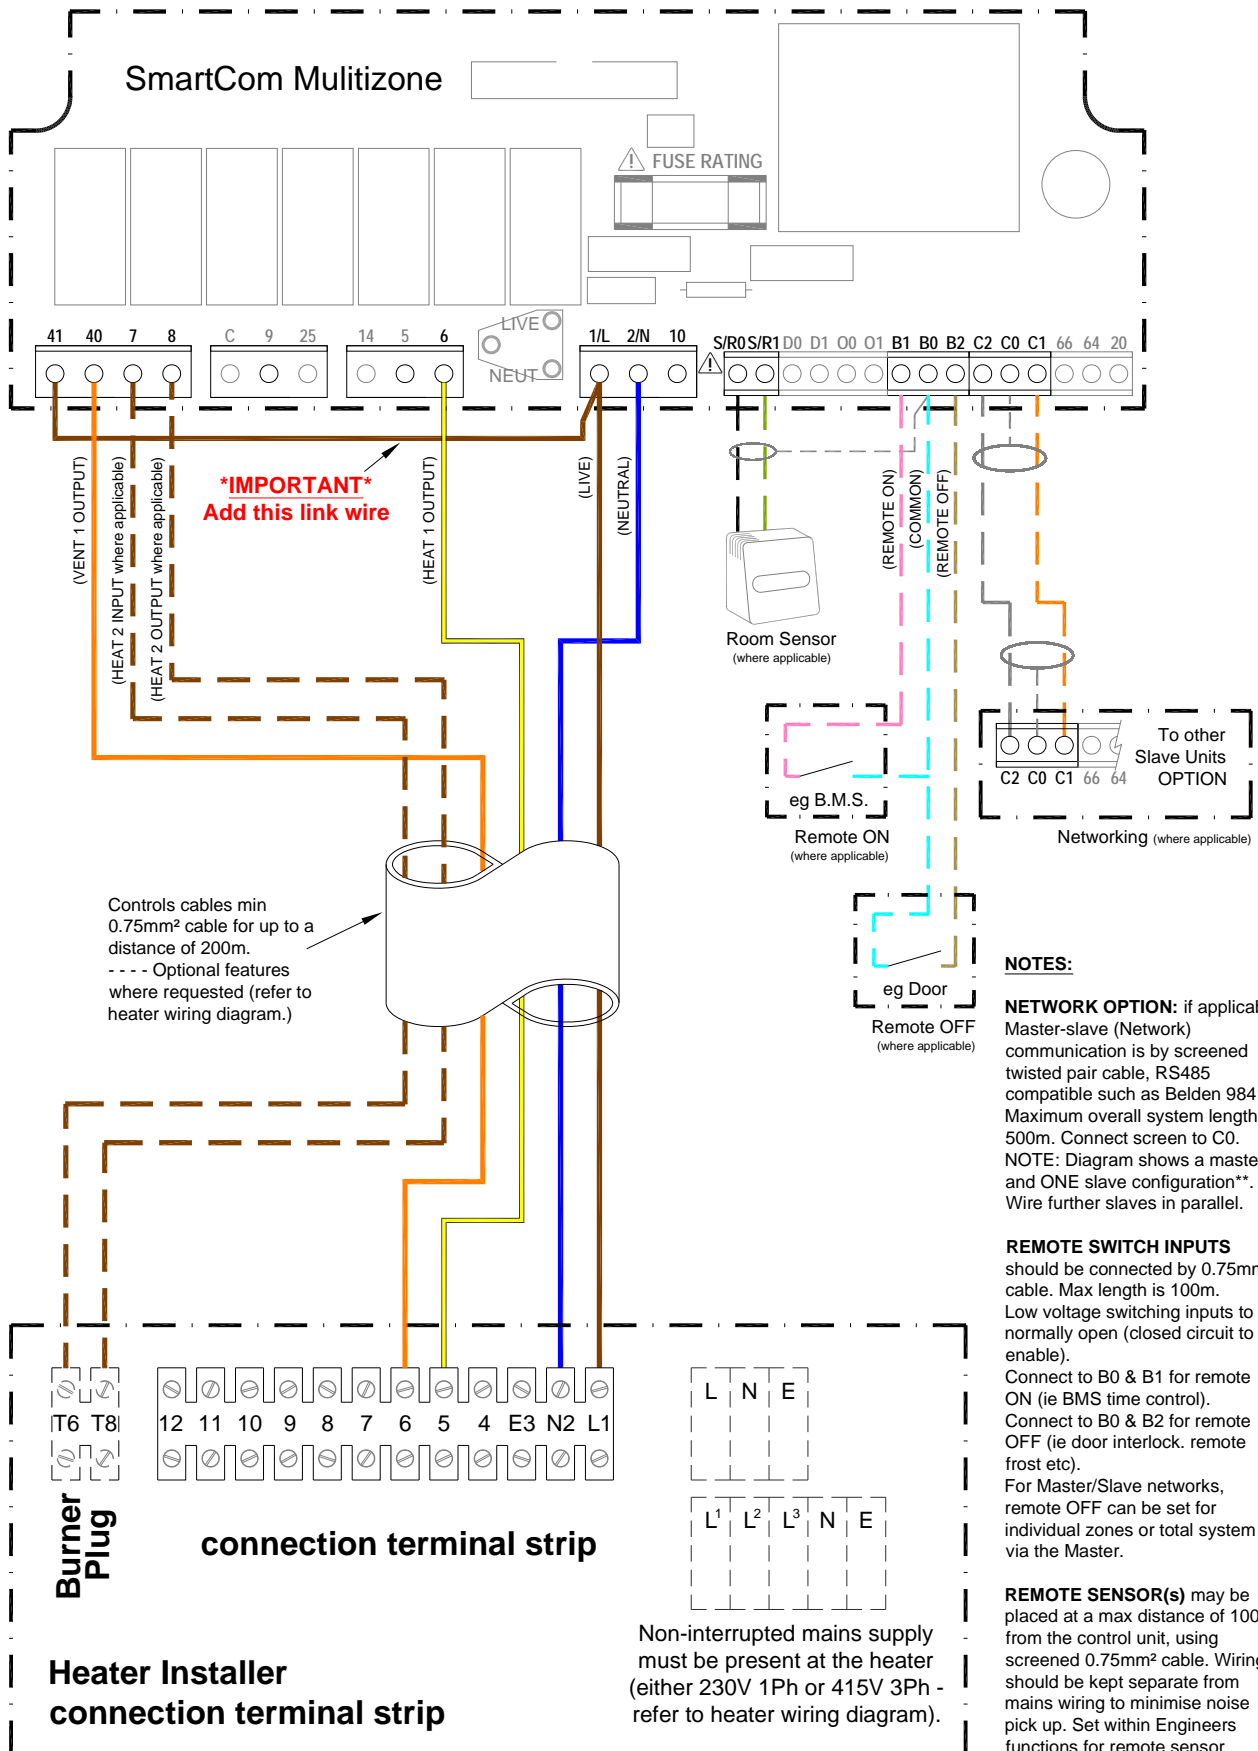 SmartCom Mulitizone
FUSE RATING
LIVE
NEUT
41 40 7 8 C 9 25 14 5 6 1/L 2/N 10
S/R0 S/R1 D0 D1 O0 O1 B1 B0 B2 C2 C0 C1 66 64 20
*IMPORTANT*
Add this link wire
(VENT 1 OUTPUT)
(HEAT 2 INPUT where applicable)
(HEAT 2 OUTPUT where applicable)
(HEAT 1 OUTPUT)
(LIVE)
(NEUTRAL)
(REMOTE ON)
(COMMON)
(REMOTE OFF)
Room Sensor
(where applicable)
eg B.M.S.
Remote ON
(where applicable)
To other
Slave Units
OPTION
C2 C0 C1 66 64
Networking (where applicable)
eg Door
Remote OFF
(where applicable)
Controls cables min
0.75mm² cable for up to a
distance of 200m.
- - - - Optional features
where requested (refer to
heater wiring diagram.)
NOTES:
NETWORK OPTION: if
Master-slave (Network)
communication is by screened
twisted pair cable, RS485
compatible such as Belden
Maximum overall system length
500m. Connect screen to C0.
NOTE: Diagram shows a
and ONE slave configuration**.
Wire further slaves in parallel.
REMOTE SWITCH INPUTS
should be connected by
cable. Max length is 100m.
Low voltage switching inputs to
normally open (closed circuit to
enable).
Connect to B0 & B1 for remote
ON (ie BMS time control).
Connect to B0 & B2 for remote
OFF (ie door interlock. remote
frost etc).
For Master/Slave networks,
remote OFF can be set for
individual zones or total system
via the Master.
REMOTE SENSOR(s) may be
placed at a max distance of
from the control unit, using
screened 0.75mm² cable.
should be kept separate from
mains wiring to minimise noise
pick up. Set within Engineers
functions for remote sensor
T6 T8 12 11 10 9 8 7 6 5 4 E3 N2 L1
L N E
L¹ L² L³ N E
Burner
Plug
connection terminal strip
Non-interrupted mains supply
must be present at the heater
(either 230V 1Ph or 415V 3Ph -
refer to heater wiring diagram).
Heater Installer
connection terminal strip